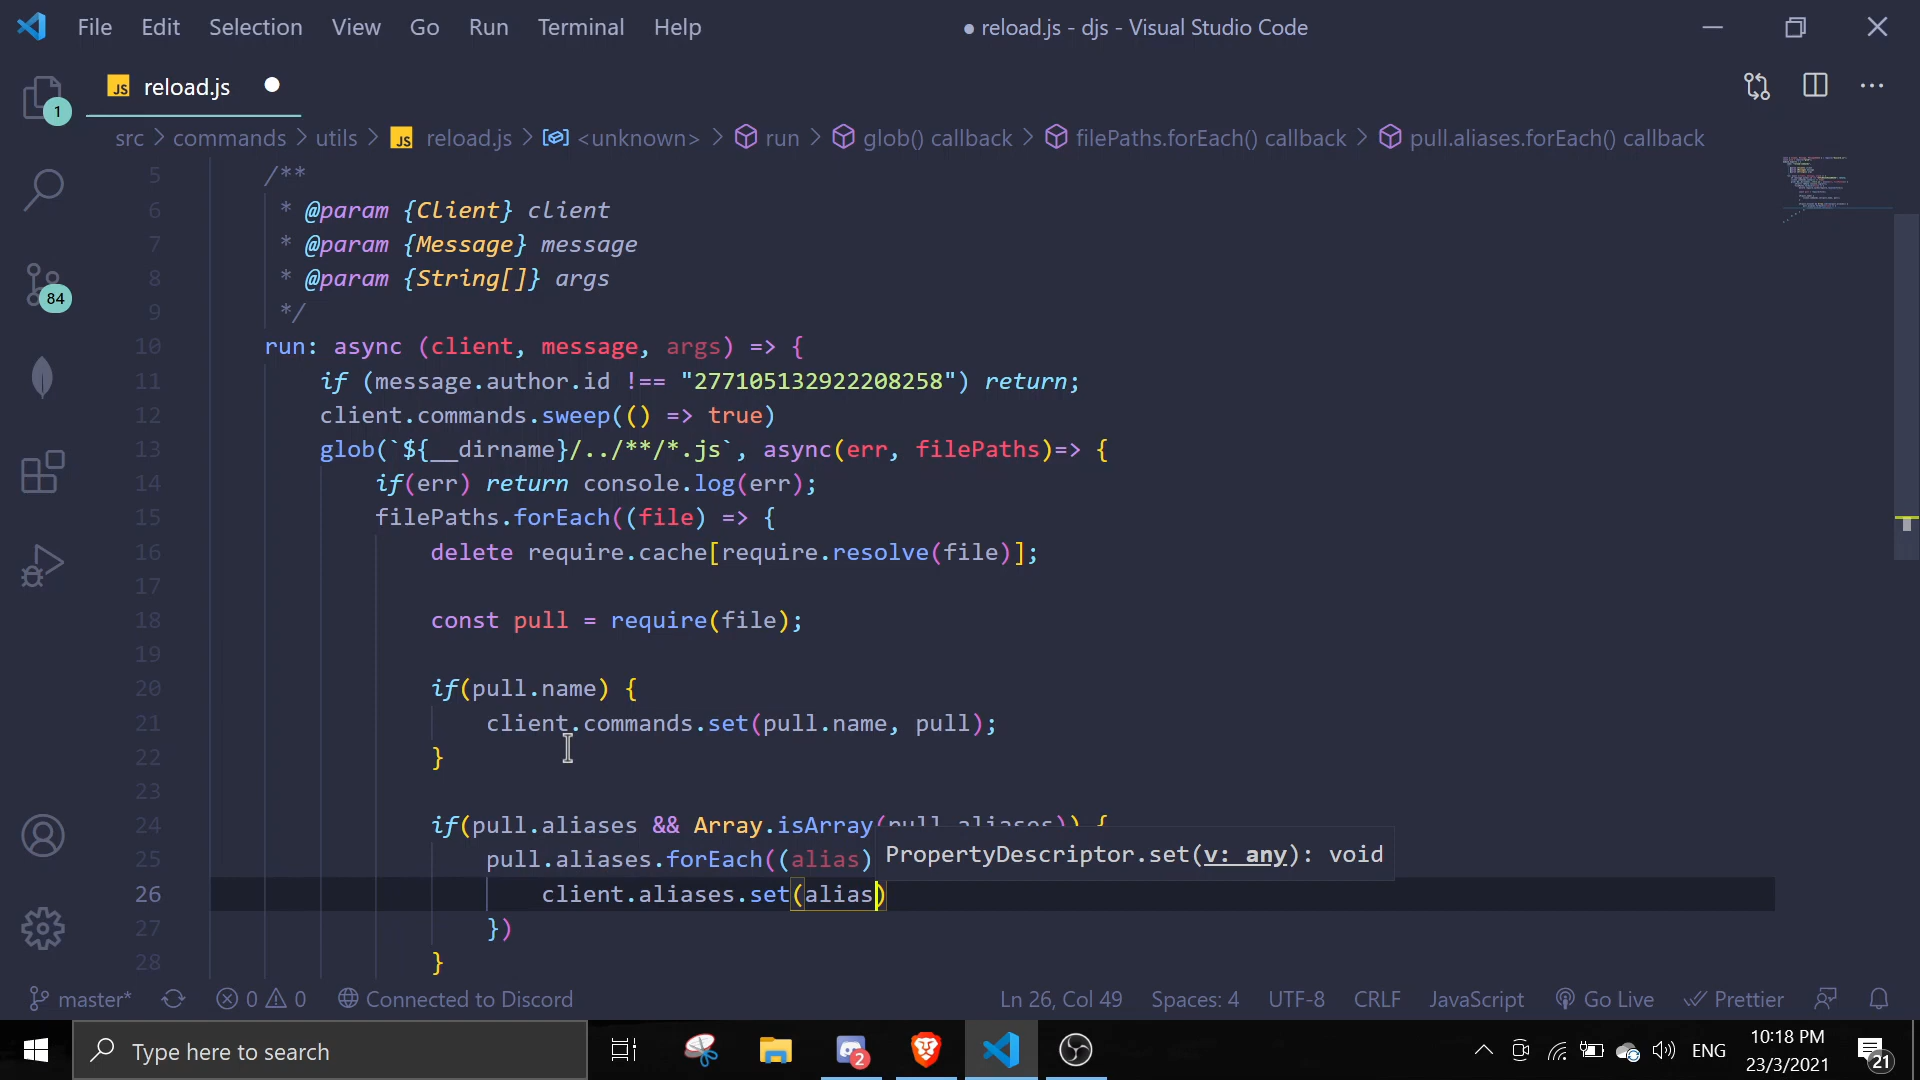 File Edit Selection View Go Run Terminal Help
● reload.js - djs - Visual Studio Code
JS reload.js
1
src > commands > utils > JS reload.js > <unknown> > run > glob() callback > filePaths.forEach() callback > pull.aliases.forEach() callback
5 /**
6 * @param {Client} client
7 * @param {Message} message
8 * @param {String[]} args
9 */
84
10 run: async (client, message, args) => {
11 if (message.author.id !== "277105132922208258") return;
12 client.commands.sweep(() => true)
13 glob(`${__dirname}/../**/*.js`, async(err, filePaths)=> {
14 if(err) return console.log(err);
15 filePaths.forEach((file) => {
16 delete require.cache[require.resolve(file)];
17
18 const pull = require(file);
19
20 if(pull.name) {
21 client.commands.set(pull.name, pull);
22 }
23
24 if(pull.aliases && Array.isArray(pull.aliases)) {
25 pull.aliases.forEach((alias)
PropertyDescriptor.set(v: any): void
26 client.aliases.set(alias)
27 })
28 }
master* 0 0 Connected to Discord Ln 26, Col 49 Spaces: 4 UTF-8 CRLF JavaScript Go Live Prettier
Type here to search 2 ENG 10:18 PM
23/3/2021 21